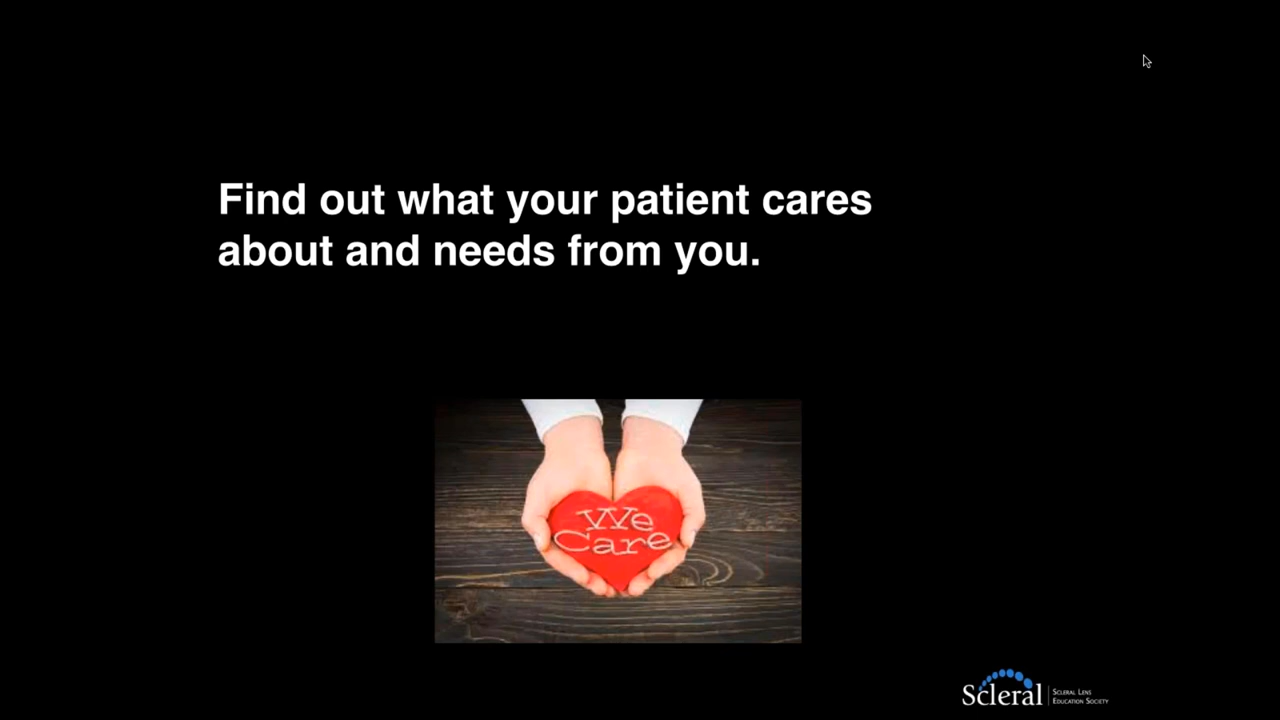 Find out what your patient cares
about and needs from you.
We
Care
Scleral
Scleral Lens
Education Society